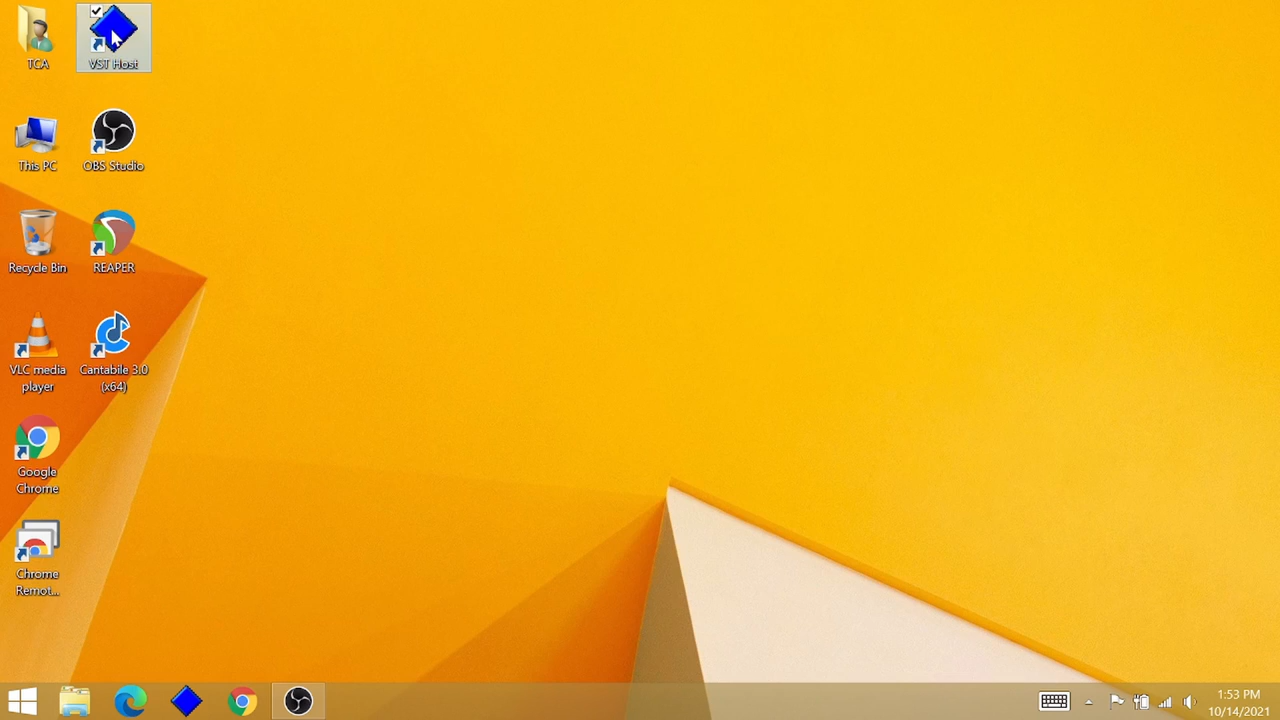 TCA
VST Host
This PC
OBS Studio
Recycle Bin
REAPER
VLC media
player
Cantabile 3.0
(x64)
Google
Chrome
Chrome
Remot...
1:53 PM
10/14/2021